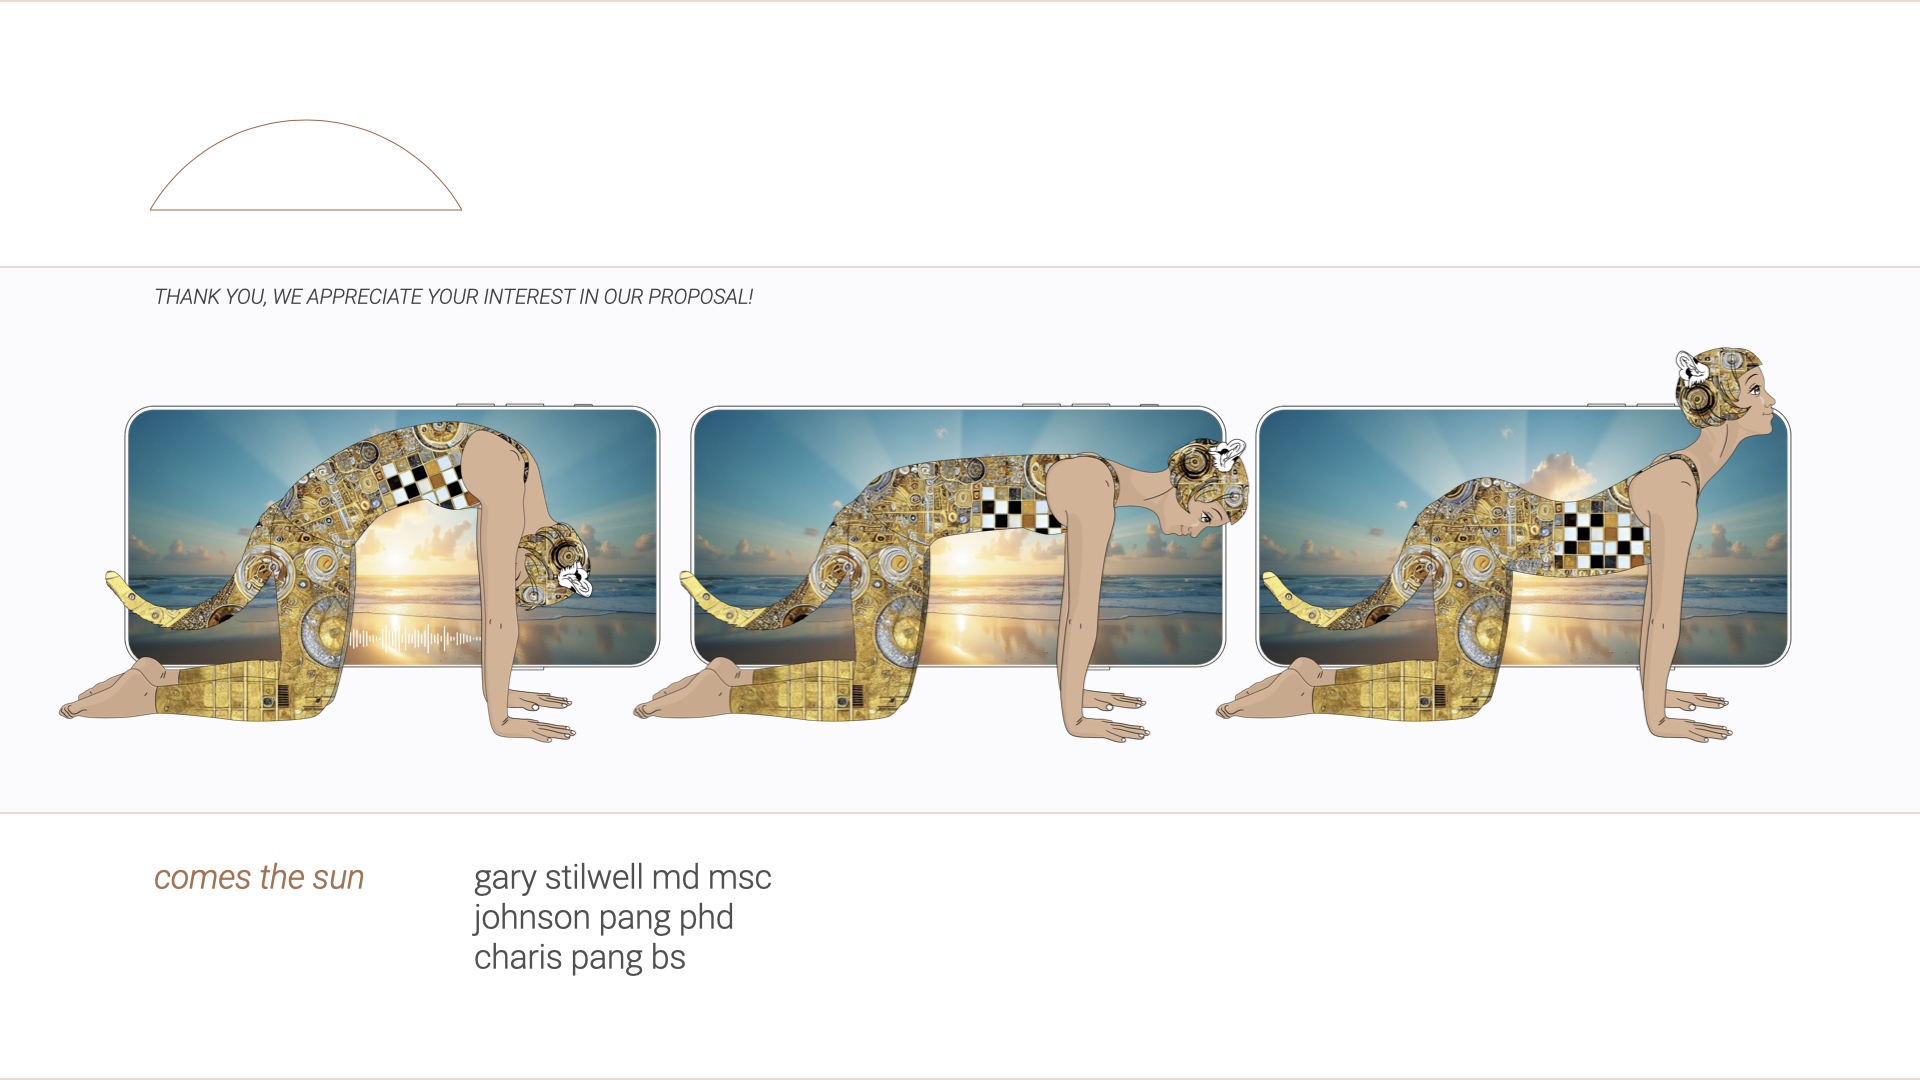 THANK YOU, WE APPRECIATE YOUR INTEREST IN OUR PROPOSAL!
comes the sun
gary stilwell md msc
johnson pang phd
charis pang bs